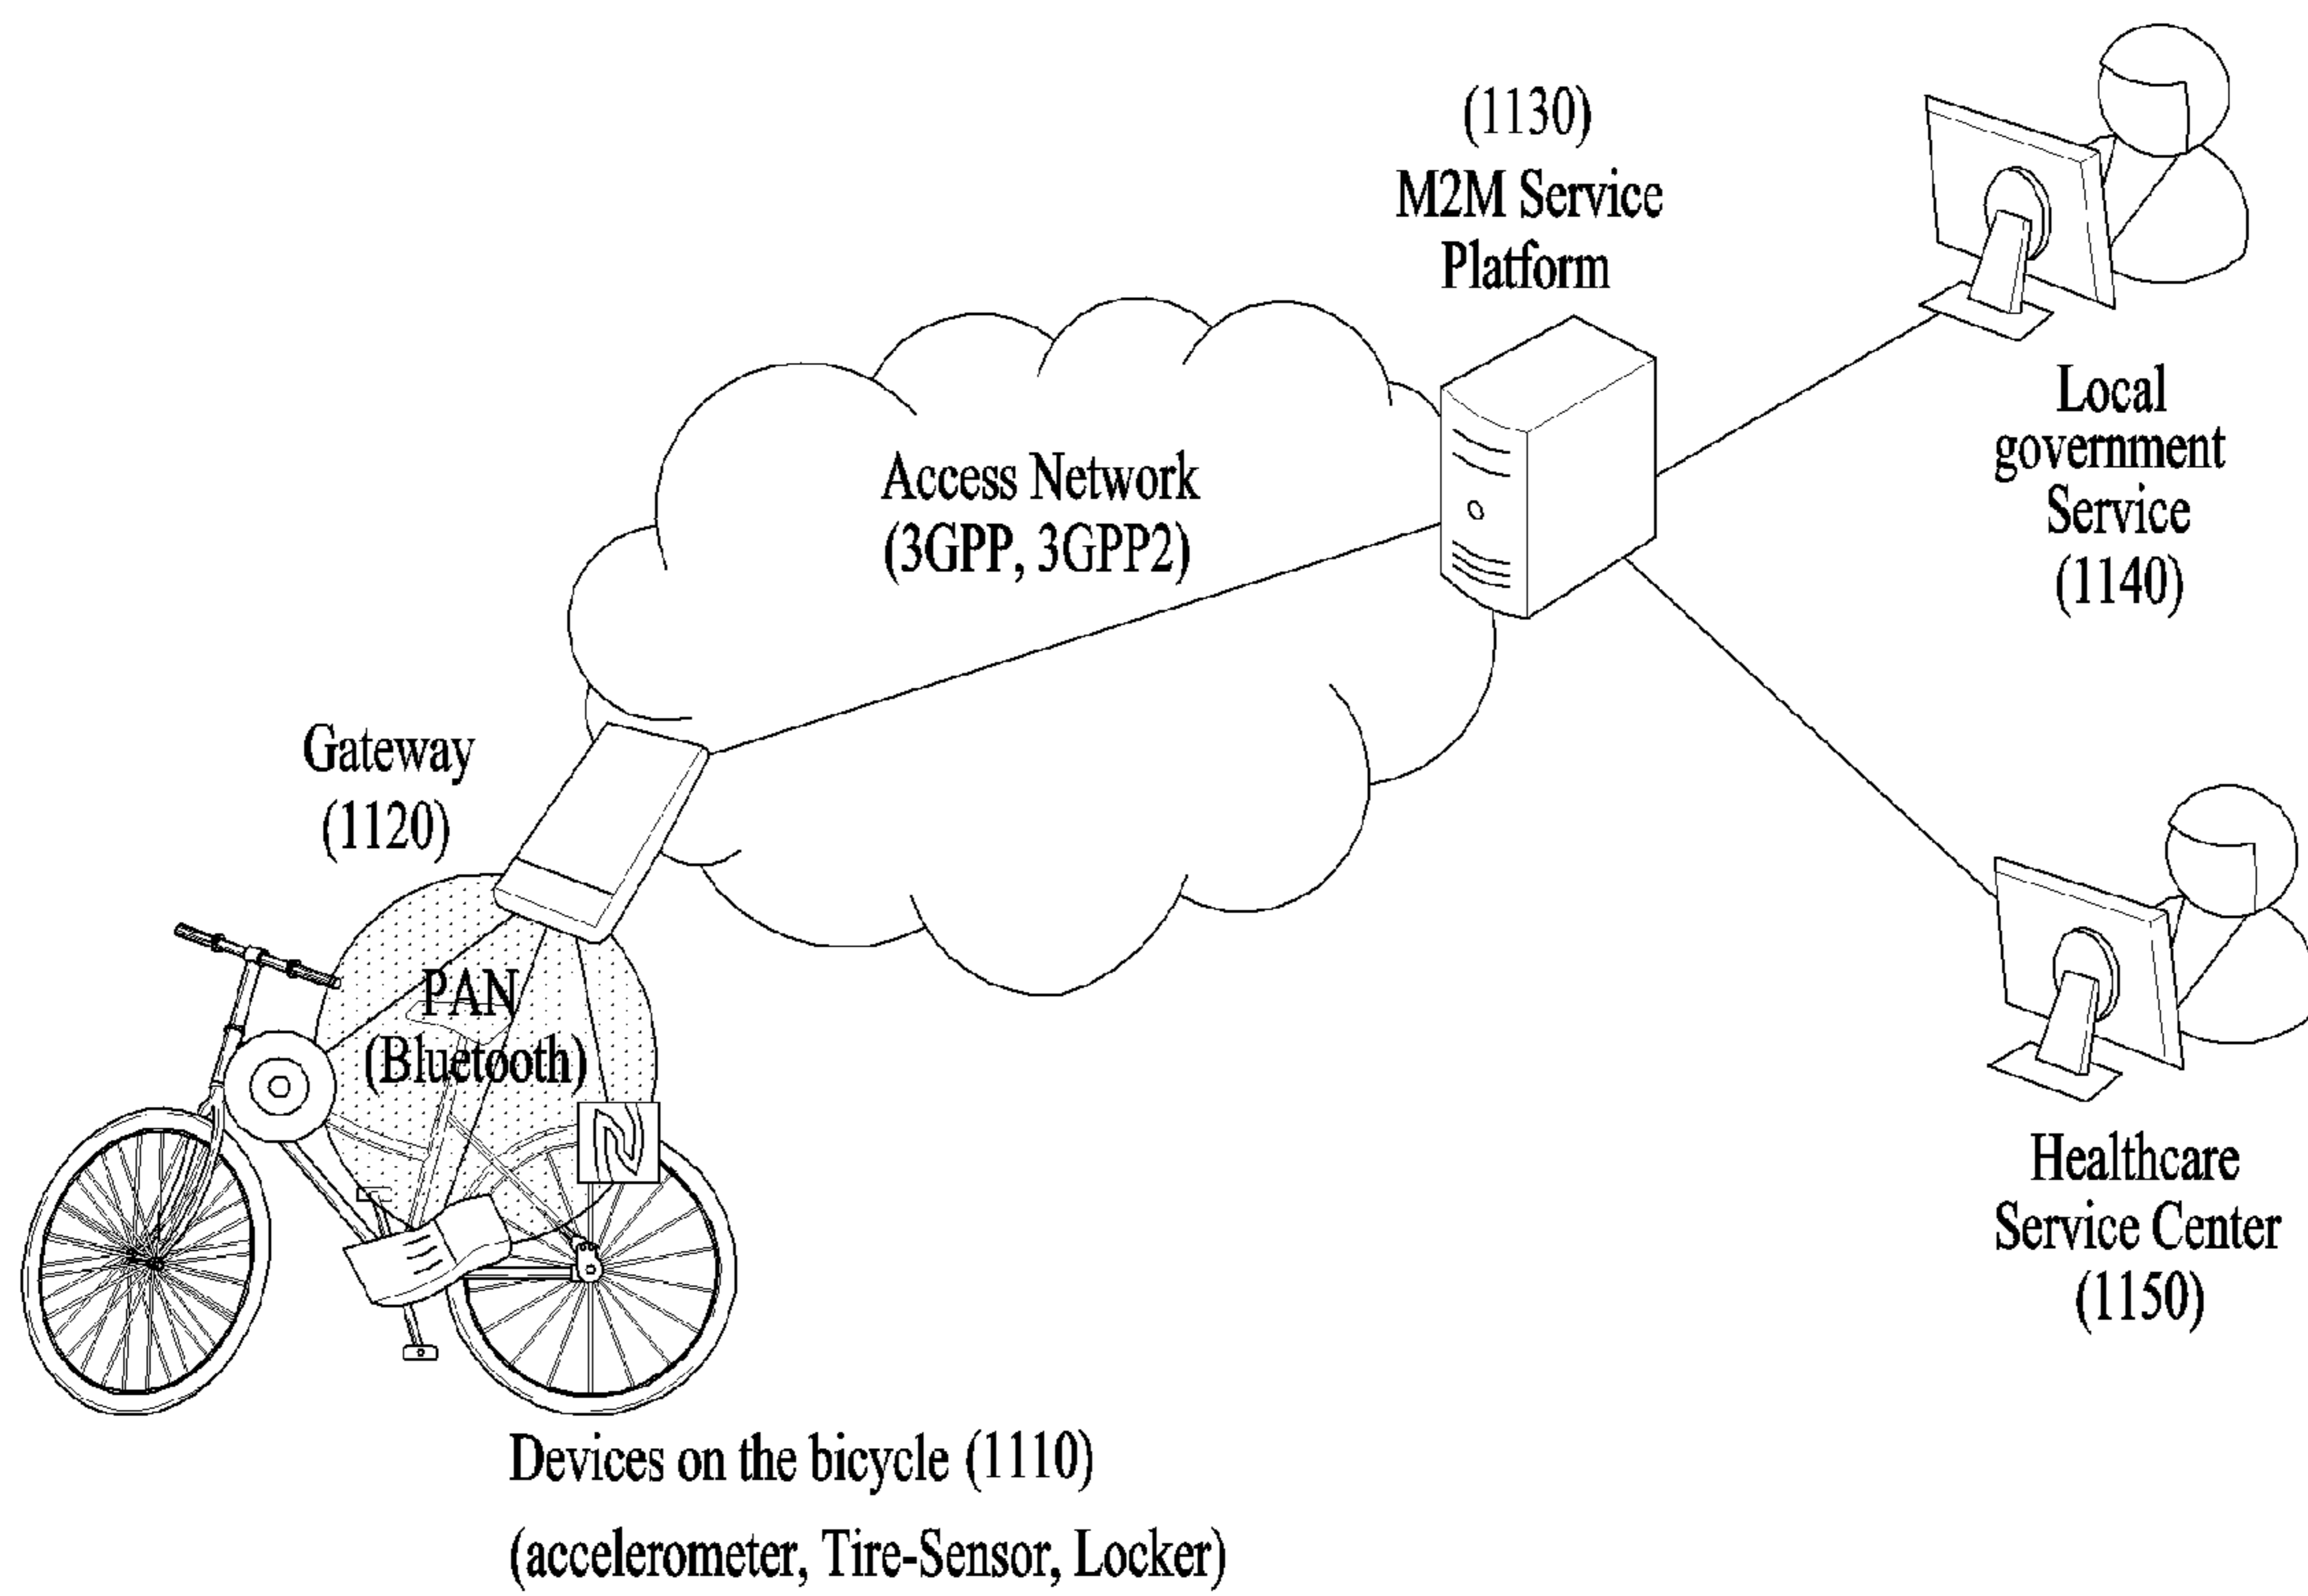 (1130)
M2M Service
Platform
Local
government
Service
(1140)
Access Network
(3GPP, 3GPP2)
Gateway
(1120)
PAN
(Bluetooth)
Healthcare
Service Center
(1150)
Devices on the bicycle (1110)
(accelerometer, Tire-Sensor, Locker)